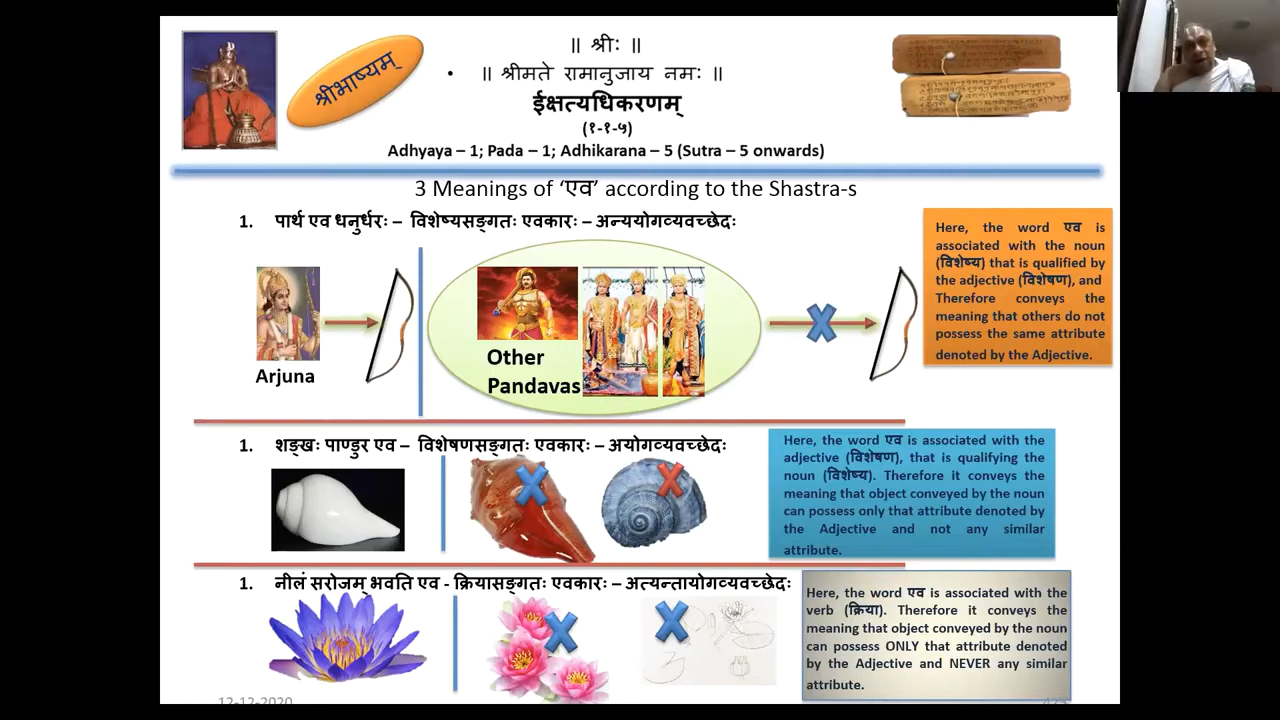 ॥ श्रीः ॥
श्रीभाष्यम्
• ॥ श्रीमते रामानुजाय नमः ॥
ईक्षत्यधिकरणम्
(१-१-५)
Adhyaya – 1; Pada – 1; Adhikarana – 5 (Sutra – 5 onwards)
3 Meanings of ‘एव’ according to the Shastra-s
1. पार्थ एव धनुर्धरः – विशेष्यसङ्गतः एवकारः – अन्ययोगव्यवच्छेदः
Arjuna
Other
Pandavas
Here, the word एव is
associated with the noun
(विशेष्य) that is qualified by
the adjective (विशेषण), and
Therefore conveys the
meaning that others do not
possess the same attribute
denoted by the Adjective.
1. शङ्खः पाण्डुर एव – विशेषणसङ्गतः एवकारः – अयोगव्यवच्छेदः
Here, the word एव is associated with the
adjective (विशेषण), that is qualifying the
noun (विशेष्य). Therefore it conveys the
meaning that object conveyed by the noun
can possess only that attribute denoted by
the Adjective and not any similar
attribute.
1. नीलं सरोजम् भवति एव - क्रियासङ्गतः एवकारः – अत्यन्तायोगव्यवच्छेदः
Here, the word एव is associated with the
verb (क्रिया). Therefore it conveys the
meaning that object conveyed by the noun
can possess ONLY that attribute denoted
by the Adjective and NEVER any similar
attribute.
12-12-2020